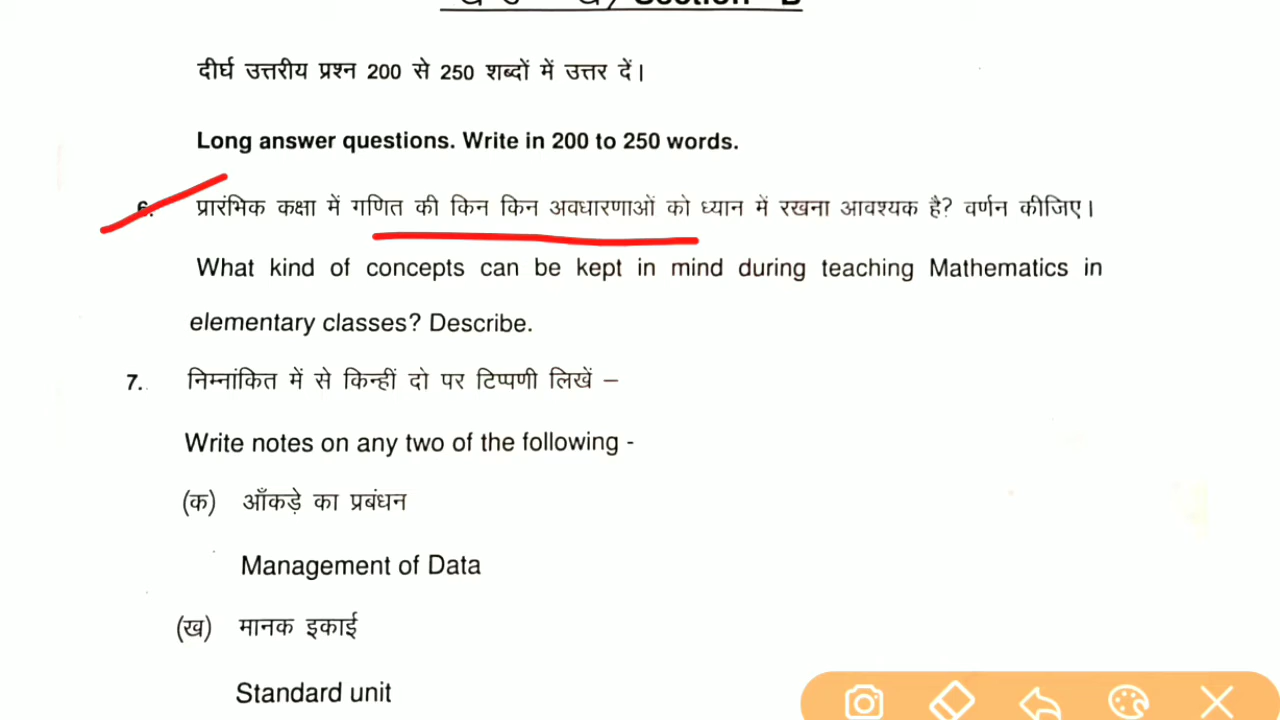 Section - B
दीर्घ उत्तरीय प्रश्न 200 से 250 शब्दों में उत्तर दें।
Long answer questions. Write in 200 to 250 words.
6. प्रारंभिक कक्षा में गणित की किन किन अवधारणाओं को ध्यान में रखना आवश्यक है? वर्णन कीजिए।
What kind of concepts can be kept in mind during teaching Mathematics in
elementary classes? Describe.
7. निम्नांकित में से किन्हीं दो पर टिप्पणी लिखें –
Write notes on any two of the following -
(क) आँकड़े का प्रबंधन
Management of Data
(ख) मानक इकाई
Standard unit